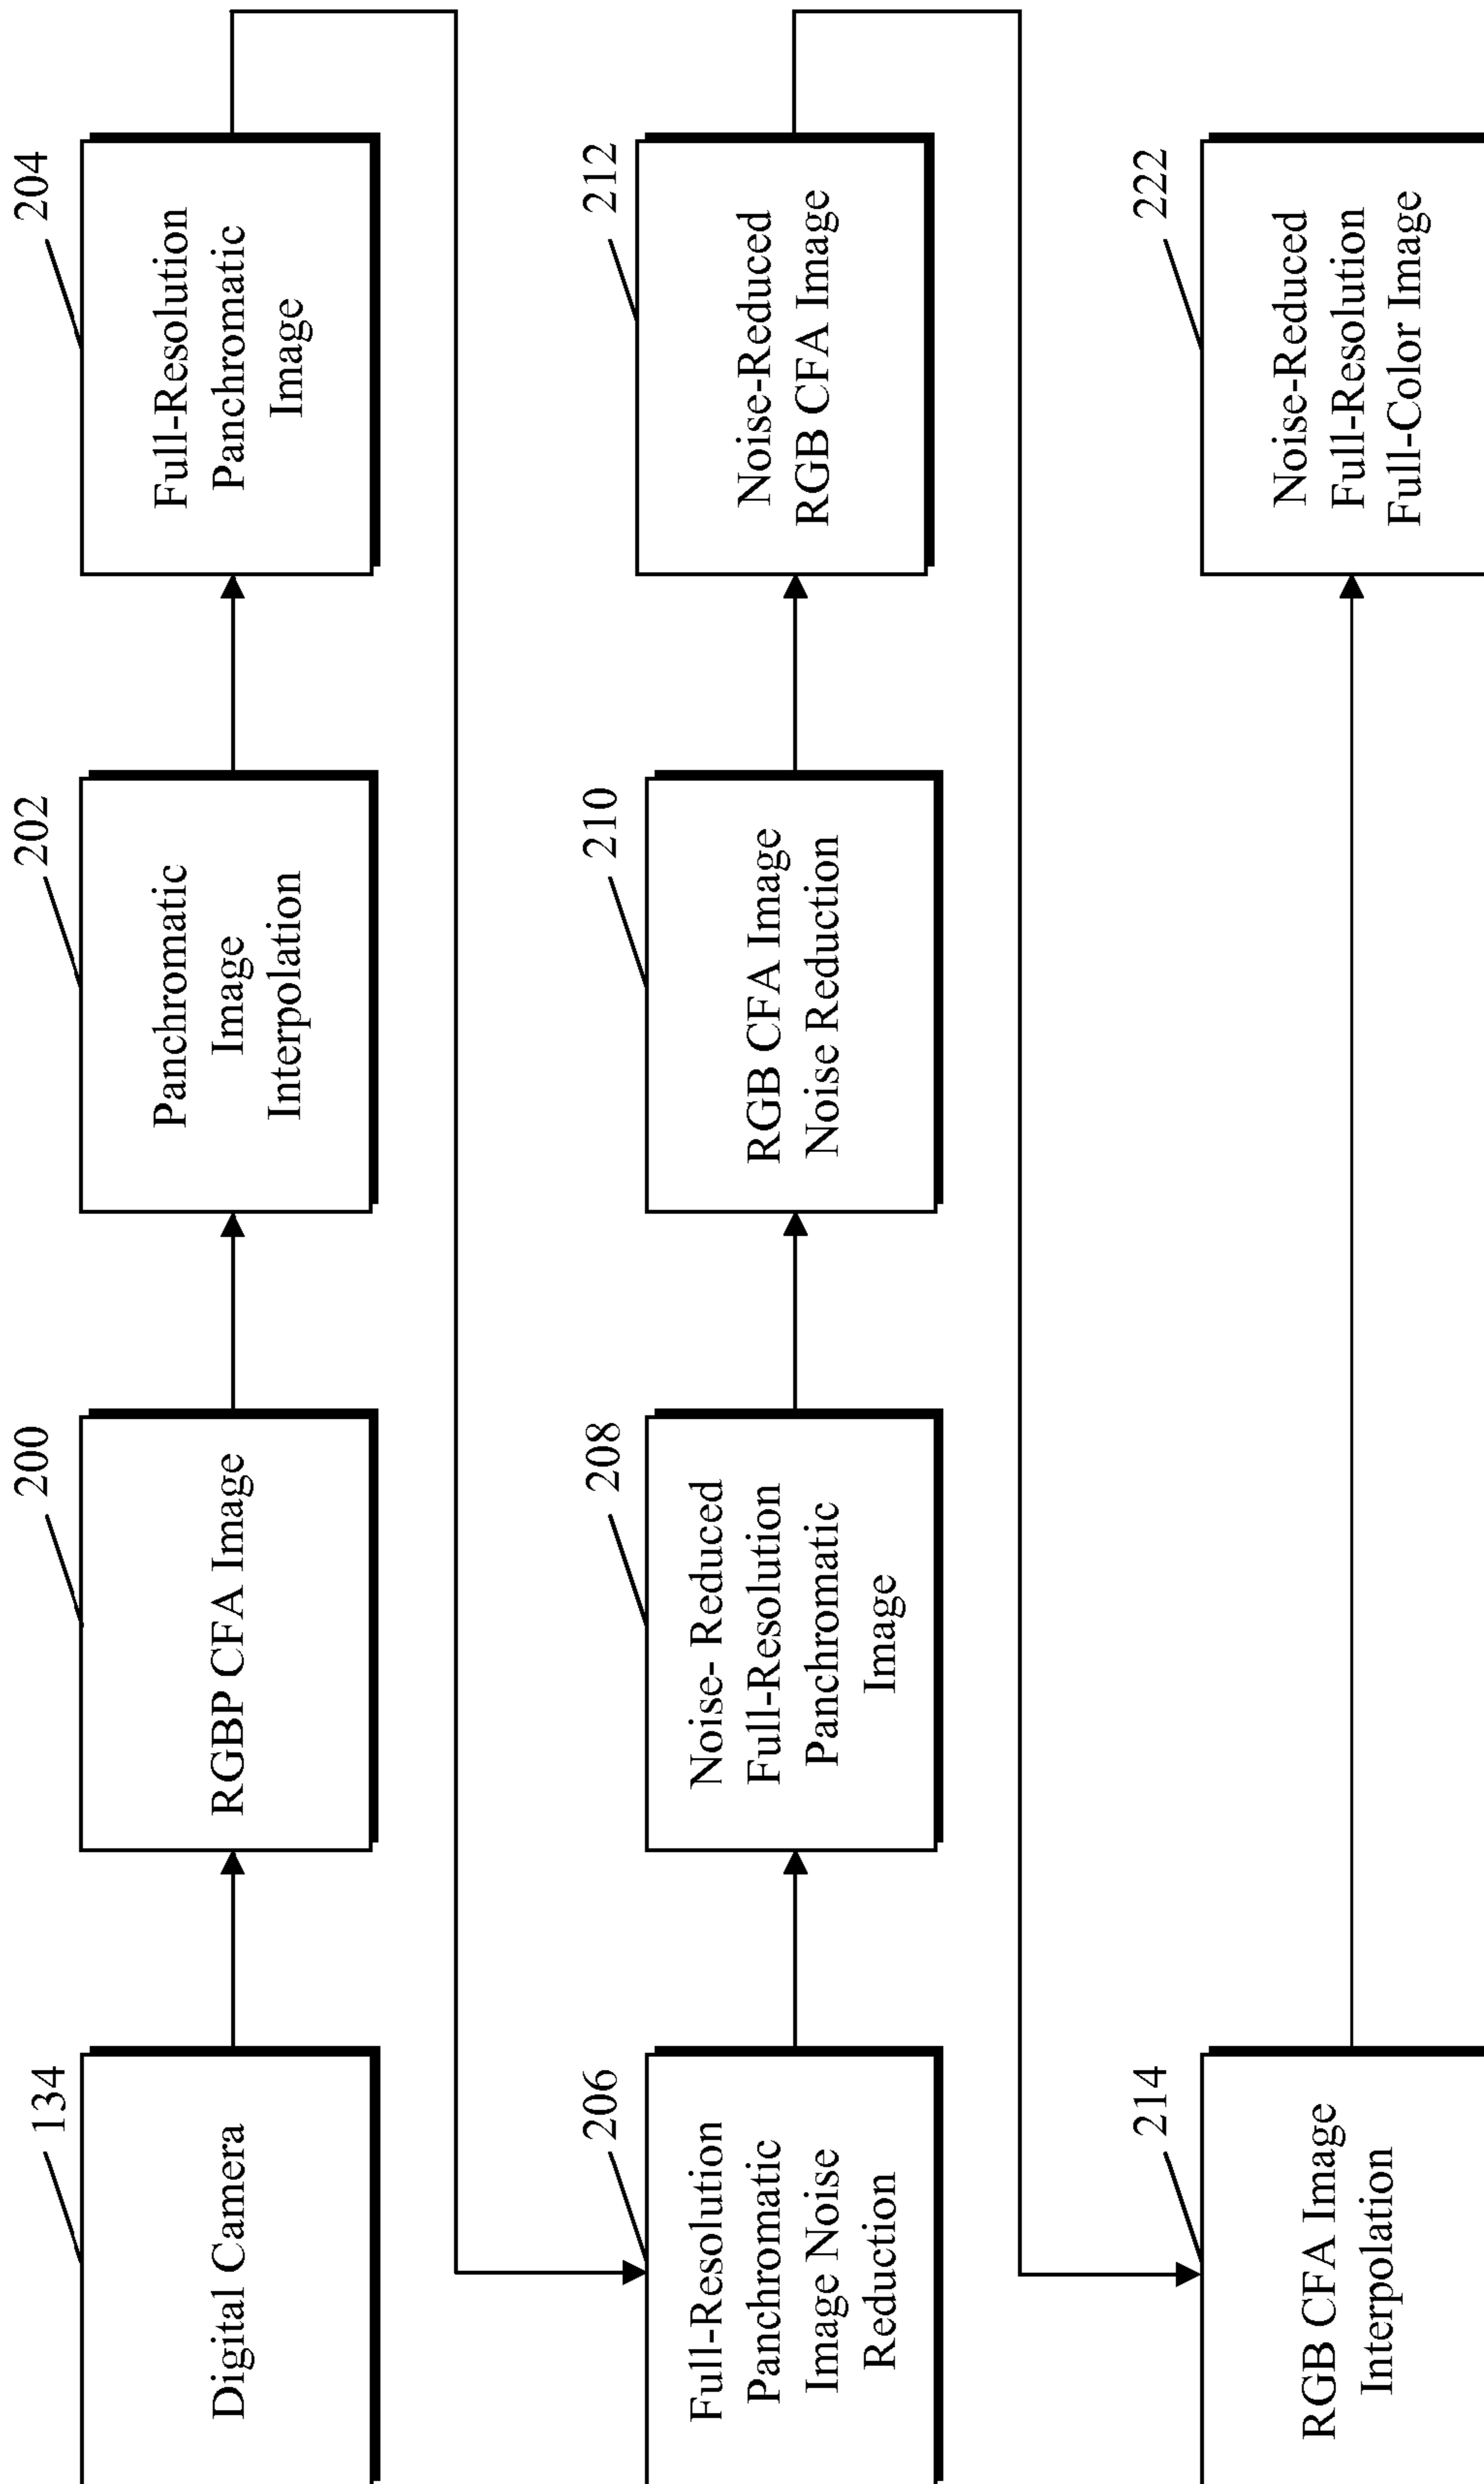 134
Digital Camera
200
RGBP CFA Image
202
Panchromatic
Image
Interpolation
204
Full-Resolution
Panchromatic
Image
206
Full-Resolution
Panchromatic
Image Noise
Reduction
208
Noise- Reduced
Full-Resolution
Panchromatic
Image
210
RGB CFA Image
Noise Reduction
212
Noise-Reduced
RGB CFA Image
214
RGB CFA Image
Interpolation
222
Noise-Reduced
Full-Resolution
Full-Color Image